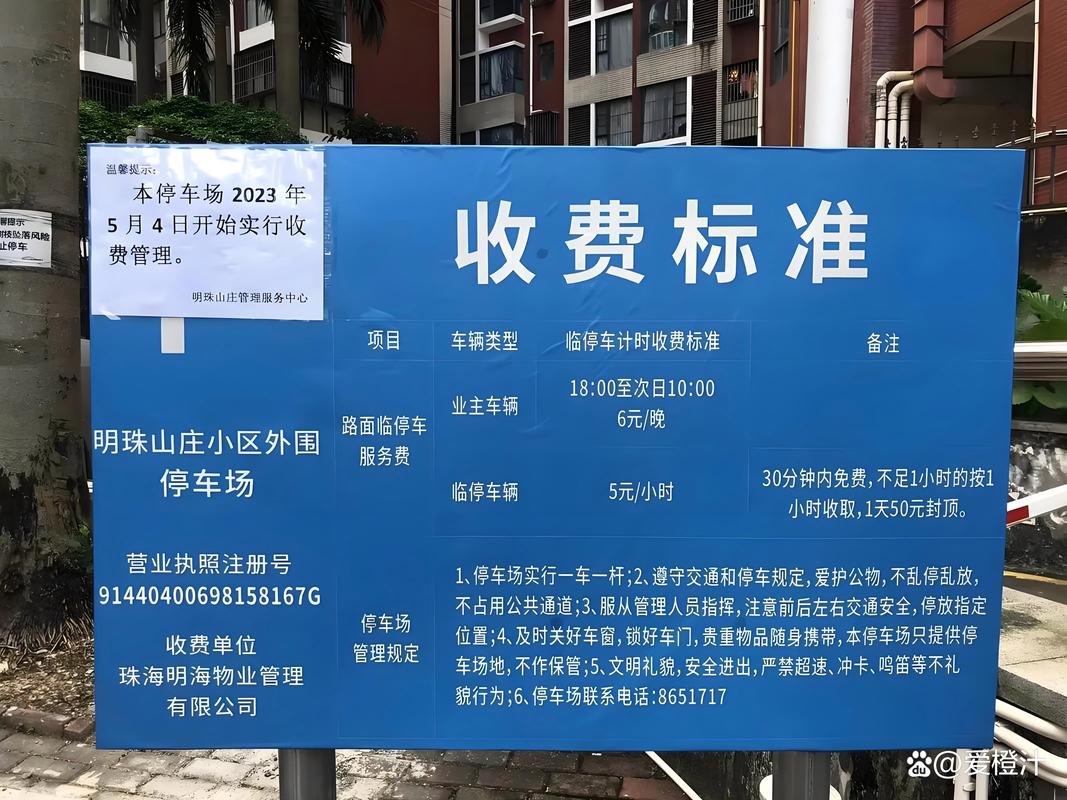 温馨提示:
本停车场 2023 年
5 月 4 日开始实行收
费管理。
明珠山庄管理服务中心
提示
树枝坠落风险
止停车
收费标准
明珠山庄小区外围
停车场
营业执照注册号
91440400698158167G
收费单位
珠海明海物业管理
有限公司
项目
车辆类型
临停车计时收费标准
备注
路面临停车
服务费
业主车辆
18:00至次日10:00
6元/晚
临停车辆
5元/小时
30分钟内免费,不足1小时的按1
小时收取,1天50元封顶。
停车场
管理规定
1、停车场实行一车一杆;2、遵守交通和停车规定,爱护公物,不乱停乱放,
不占用公共通道;3、服从管理人员指挥,注意前后左右交通安全,停放指定
位置;4、及时关好车窗,锁好车门,贵重物品随身携带,本停车场只提供停
车场地,不作保管;5、文明礼貌,安全进出,严禁超速、冲卡、鸣笛等不礼
貌行为;6、停车场联系电话:8651717
du @爱橙汁